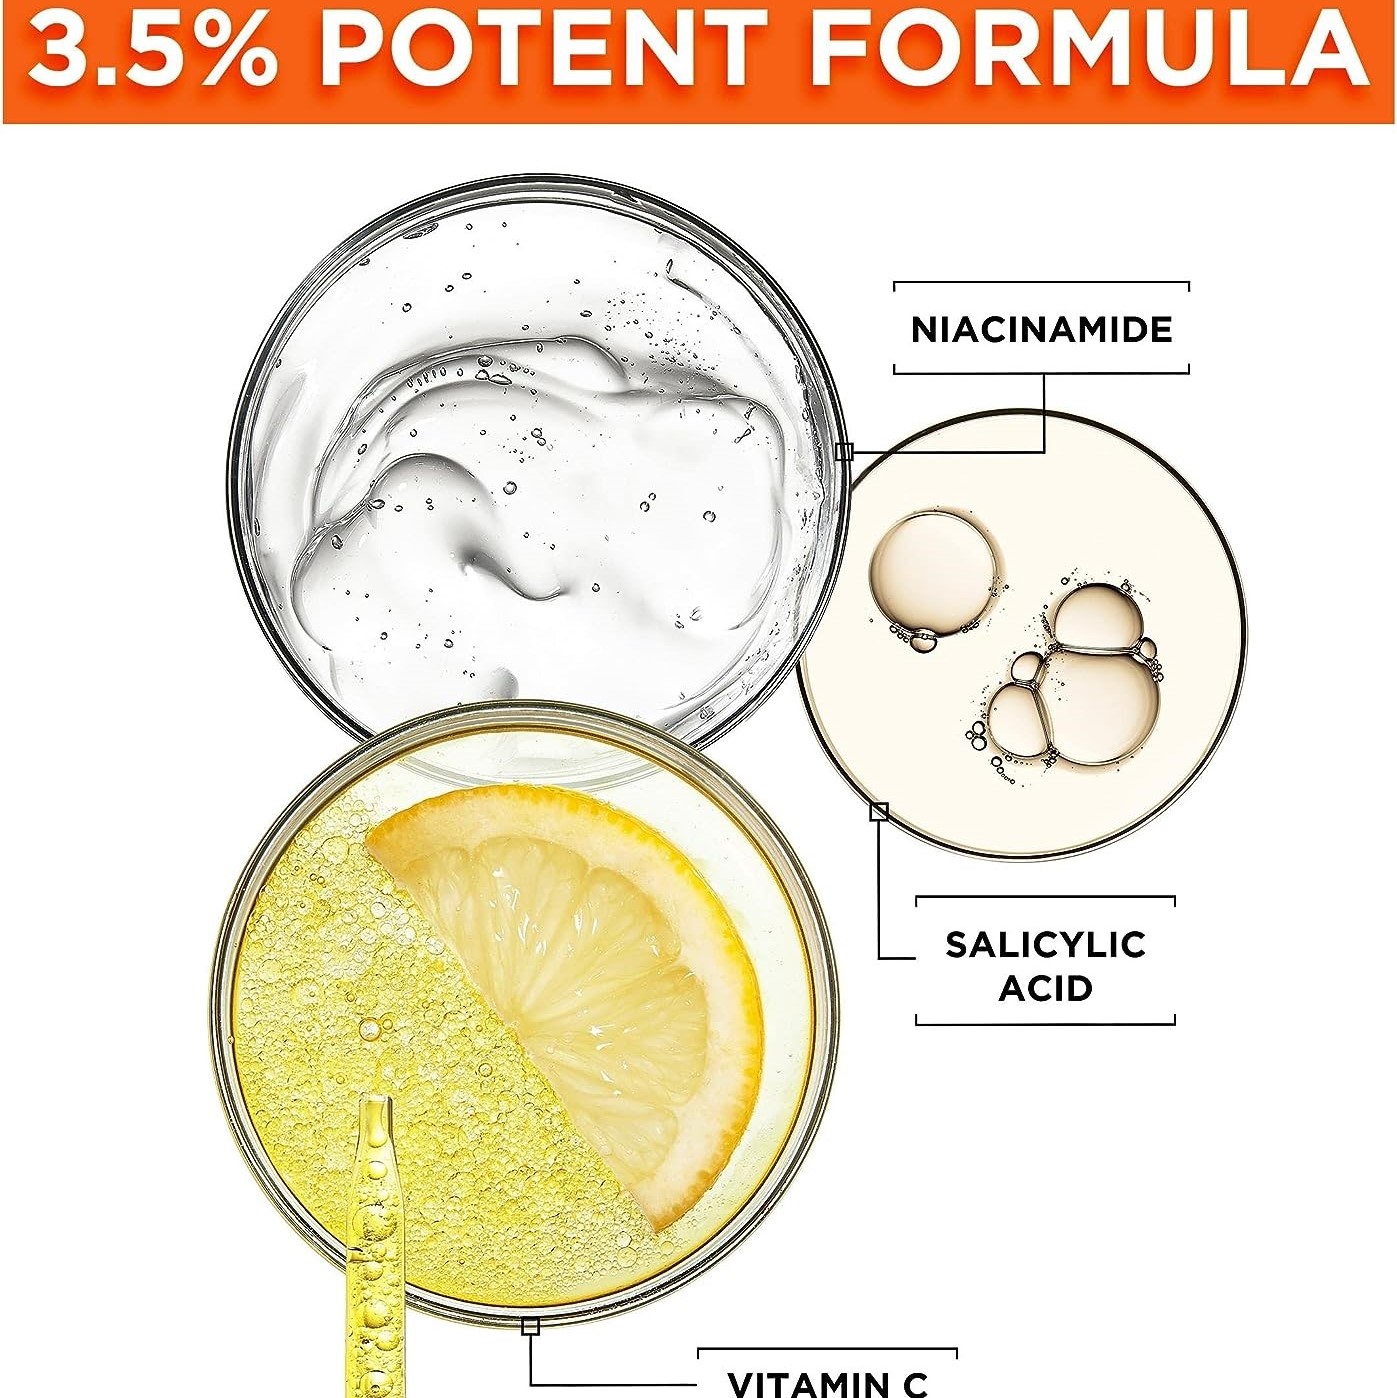 3.5% POTENT FORMULA
NIACINAMIDE
SALICYLIC
ACID
VITAMIN C